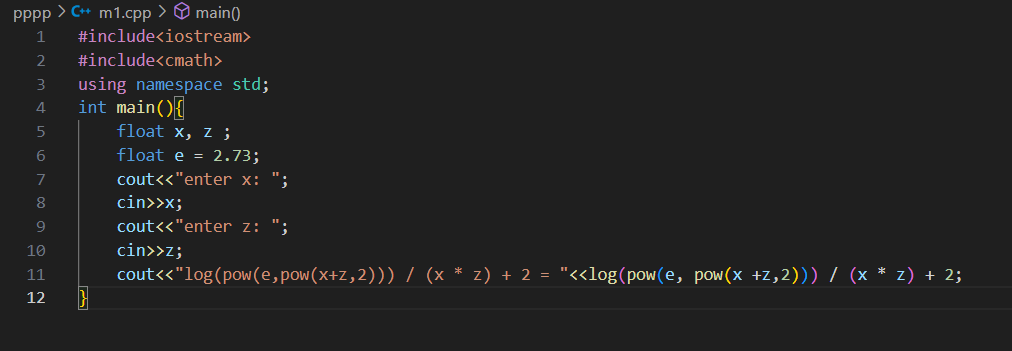 pppp > C++ m1.cpp > main()
1 #include<iostream>
2 #include<cmath>
3 using namespace std;
4 int main(){
5 float x, z ;
6 float e = 2.73;
7 cout<<"enter x: ";
8 cin>>x;
9 cout<<"enter z: ";
10 cin>>z;
11 cout<<"log(pow(e,pow(x+z,2))) / (x * z) + 2 = "<<log(pow(e, pow(x +z,2))) / (x * z) + 2;
12 }